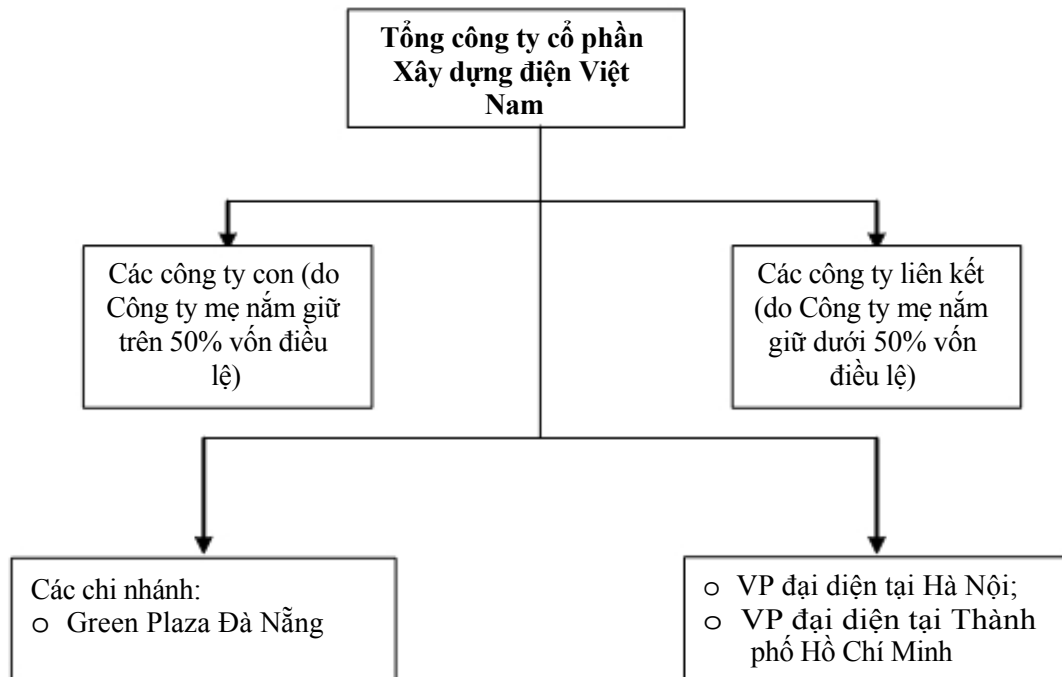 Tổng công ty cổ phần
Xây dựng điện Việt
Nam
Các công ty con (do
Công ty mẹ nắm giữ
trên 50% vốn điều
lệ)
Các công ty liên kết
(do Công ty mẹ nắm
giữ dưới 50% vốn
điều lệ)
Các chi nhánh:
o Green Plaza Đà Nẵng
o VP đại diện tại Hà Nội;
o VP đại diện tại Thành
phố Hồ Chí Minh